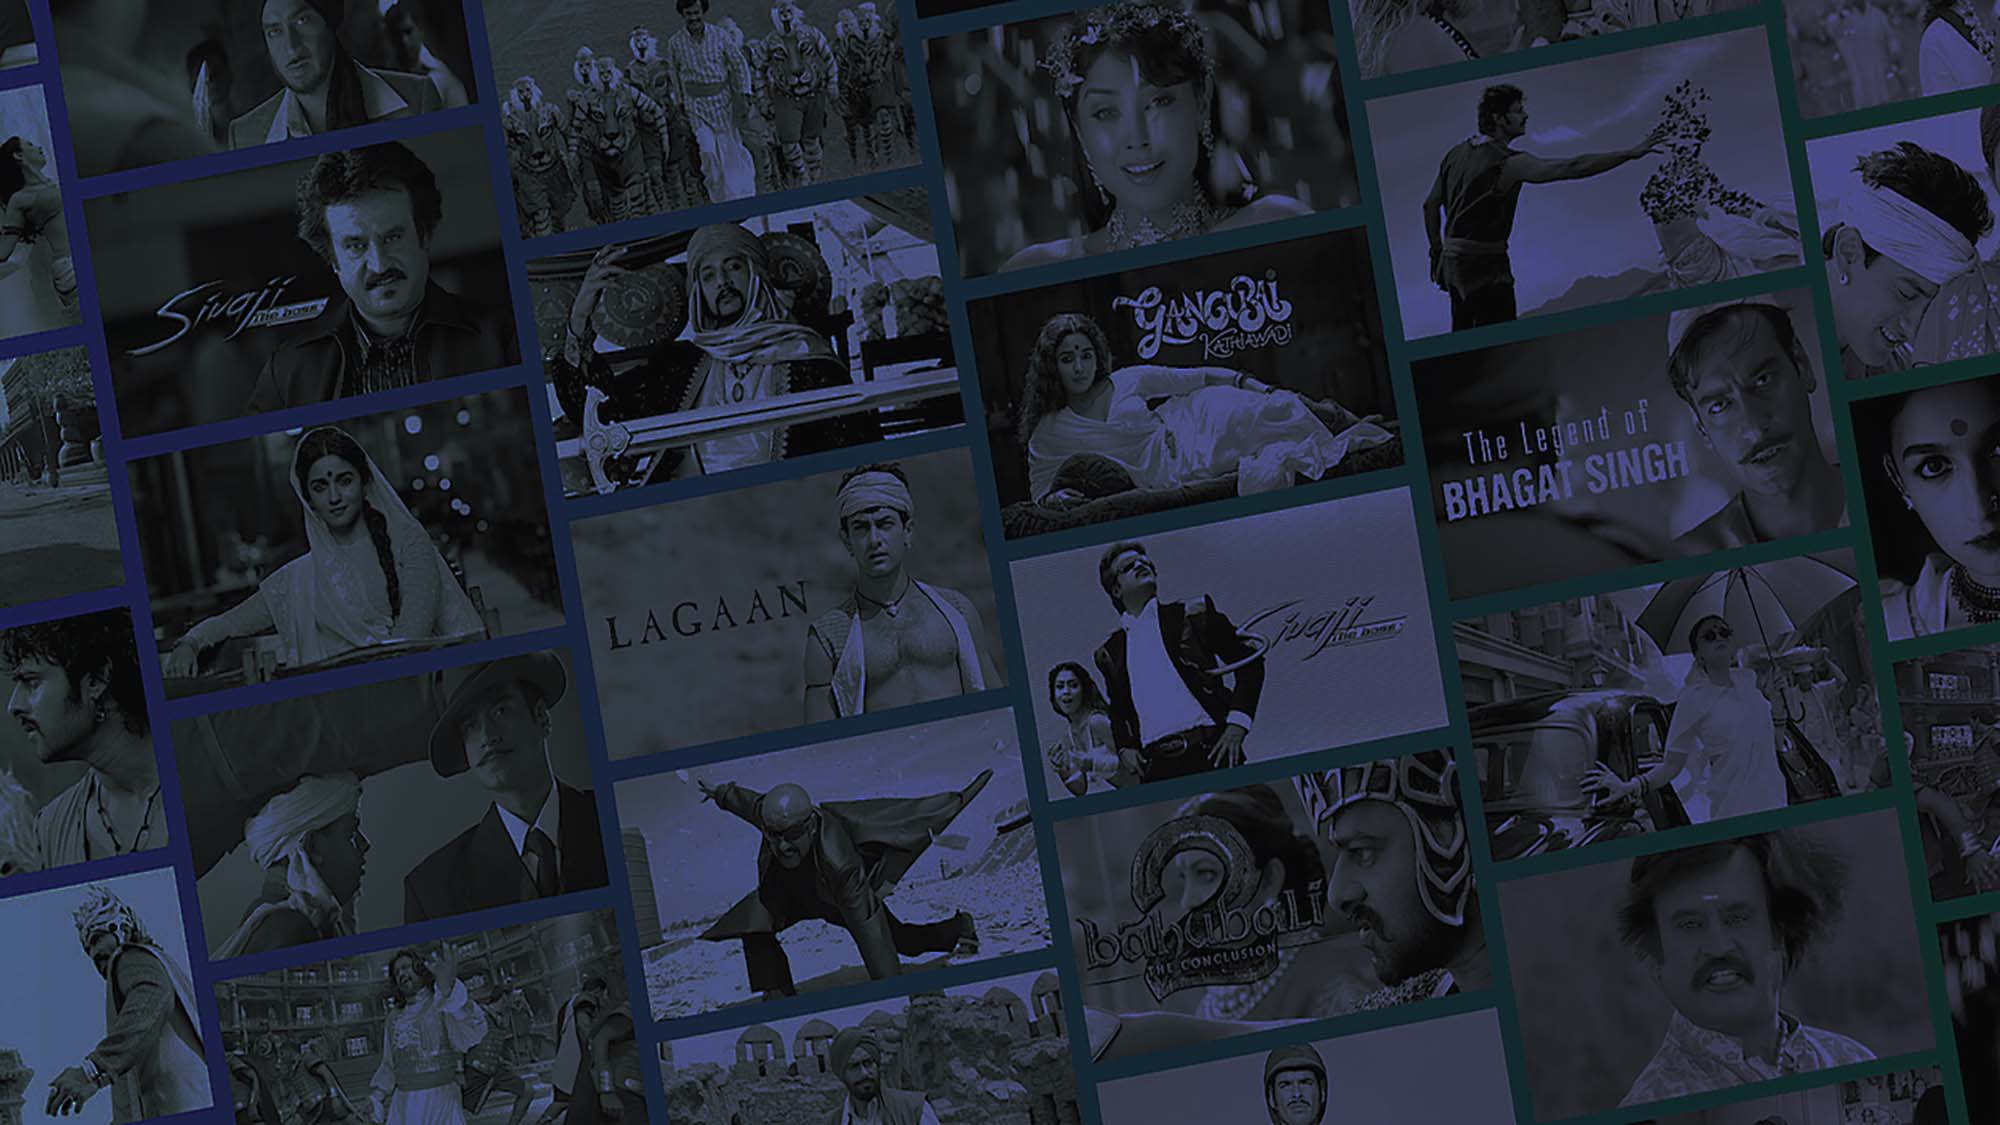 Sivaji
The Boss
GANGUBAI
KATHIAWADI
The Legend of
BHAGAT SINGH
LAGAAN
Sivaji
The Boss
2
bahubali
THE CONCLUSION